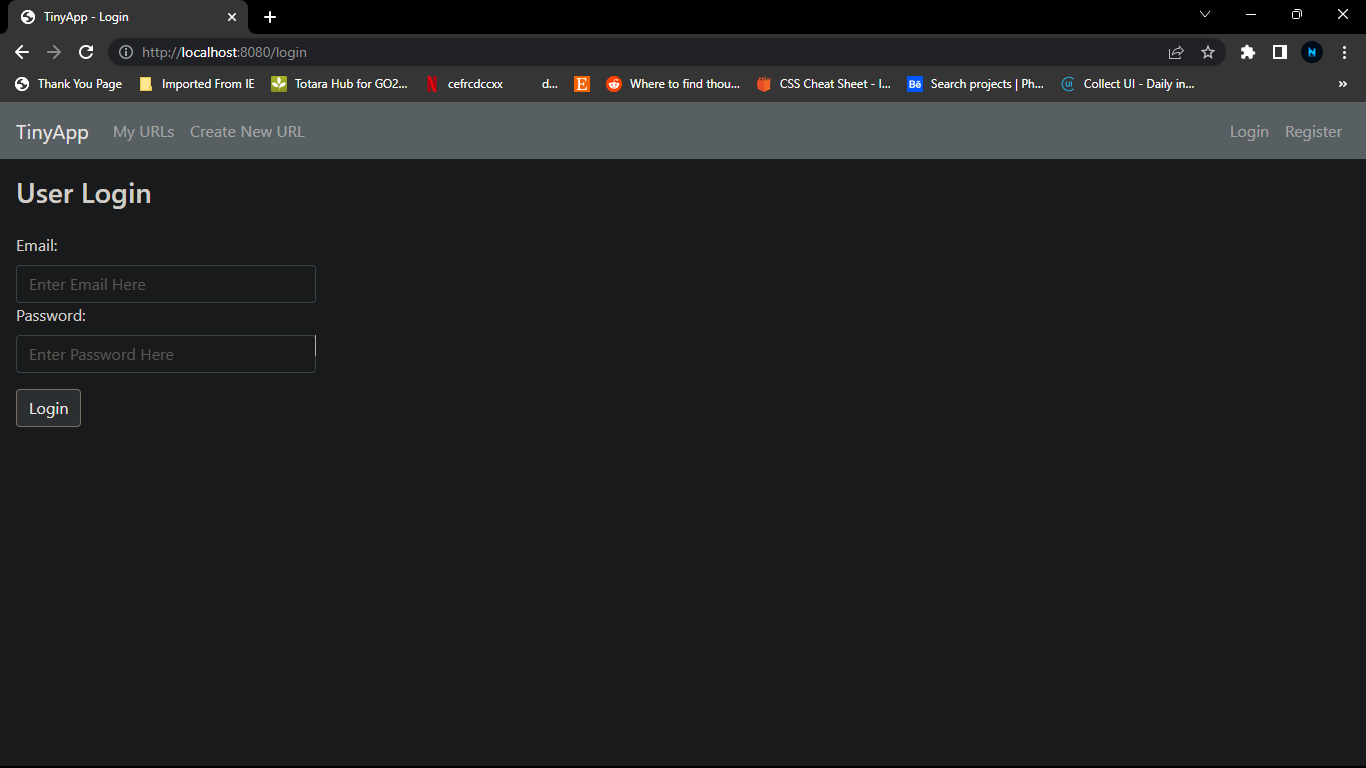 TinyApp - Login
http://localhost:8080/login
N
Thank You Page Imported From IE Totara Hub for GO2... N cefrcdccxx d... E Where to find thou... CSS Cheat Sheet - I... Bē Search projects | Ph... UI Collect UI - Daily in... »
TinyApp My URLs Create New URL Login Register
User Login
Email:
Enter Email Here
Password:
Enter Password Here
Login